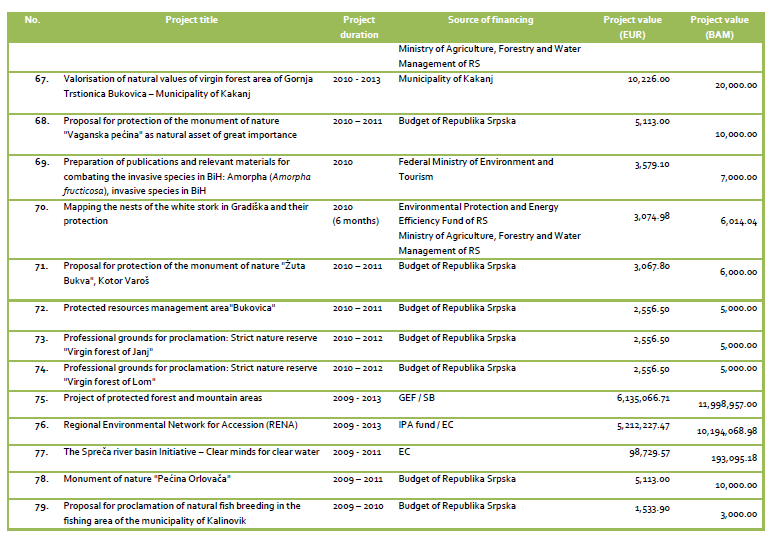 No. Project title Project duration Source of financing Project value (EUR) Project value (BAM)
Ministry of Agriculture, Forestry and Water
Management of RS
67. Valorisation of natural values of virgin forest area of Gornja 2010 - 2013 Municipality of Kakanj 10,226.00 20,000.00
Trstionica Bukovica – Municipality of Kakanj
68. Proposal for protection of the monument of nature 2010 – 2011 Budget of Republika Srpska 5,113.00 10,000.00
"Vaganska pećina" as natural asset of great importance
69. Preparation of publications and relevant materials for 2010 Federal Ministry of Environment and 3,579.10 7,000.00
combating the invasive species in BiH: Amorpha (Amorpha Tourism
fructicosa), invasive species in BiH
70. Mapping the nests of the white stork in Gradiška and their 2010 Environmental Protection and Energy 3,074.98 6,014.04
protection (6 months) Efficiency Fund of RS
Ministry of Agriculture, Forestry and Water
Management of RS
71. Proposal for protection of the monument of nature "Žuta 2010 – 2011 Budget of Republika Srpska 3,067.80 6,000.00
Bukva", Kotor Varoš
72. Protected resources management area"Bukovica" 2010 – 2011 Budget of Republika Srpska 2,556.50 5,000.00
73. Professional grounds for proclamation: Strict nature reserve 2010 – 2012 Budget of Republika Srpska 2,556.50 5,000.00
"Virgin forest of Janj"
74. Professional grounds for proclamation: Strict nature reserve 2010 – 2012 Budget of Republika Srpska 2,556.50 5,000.00
"Virgin forest of Lom"
75. Project of protected forest and mountain areas 2009 - 2013 GEF / SB 6,135,066.71 11,998,957.00
76. Regional Environmental Network for Accession (RENA) 2009 - 2013 IPA fund / EC 5,212,227.47 10,194,068.98
77. The Spreča river basin Initiative – Clear minds for clear water 2009 - 2011 EC 98,729.57 193,095.18
78. Monument of nature "Pećina Orlovača" 2009 – 2011 Budget of Republika Srpska 5,113.00 10,000.00
79. Proposal for proclamation of natural fish breeding in the 2009 – 2010 Budget of Republika Srpska 1,533.90 3,000.00
fishing area of the municipality of Kalinovik